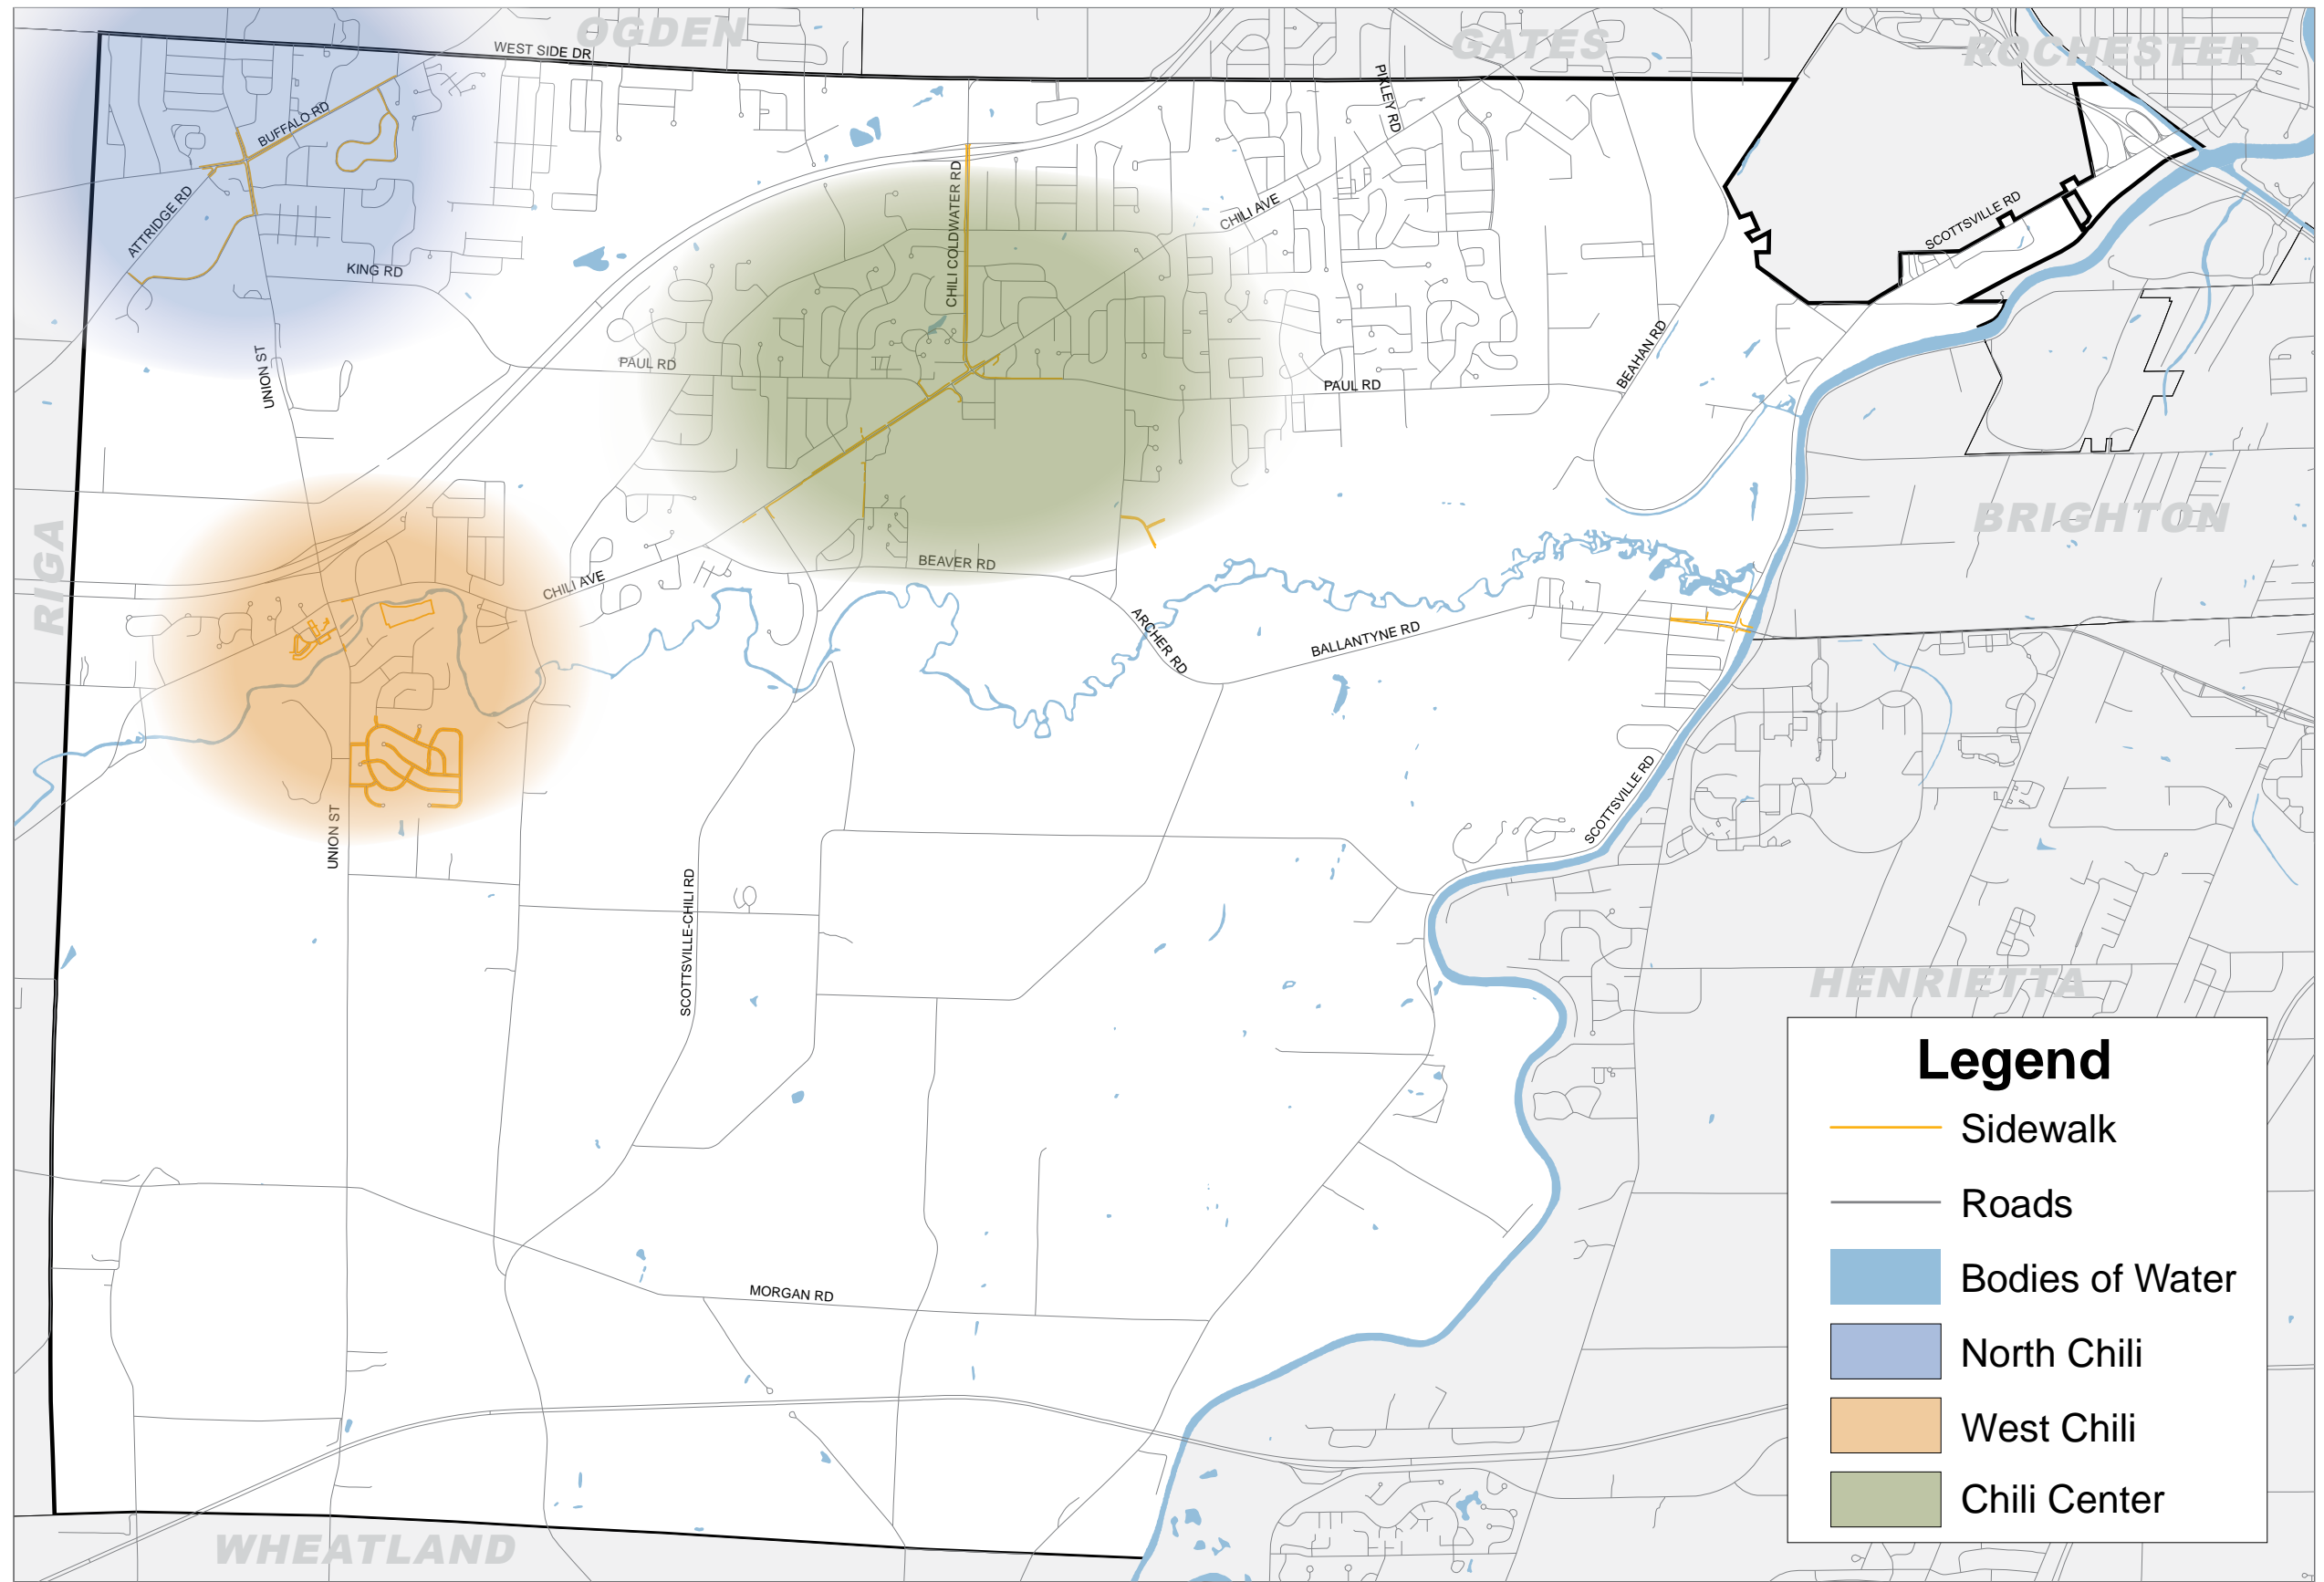 OGDEN
GATES
ROCHESTER
WEST SIDE DR
PIXLEY RD
BUFFALO RD
CHILI COLDWATER RD
CHILI AVE
SCOTTSVILLE RD
ATTRIDGE RD
KING RD
UNION ST
PAUL RD
PAUL RD
BEAHAN RD
RIGA
BRIGHTON
CHILI AVE
BEAVER RD
ARCHER RD
BALLANTYNE RD
UNION ST
SCOTTSVILLE RD
SCOTTSVILLE-CHILI RD
HENRIETTA
MORGAN RD
WHEATLAND
Legend
Sidewalk
Roads
Bodies of Water
North Chili
West Chili
Chili Center